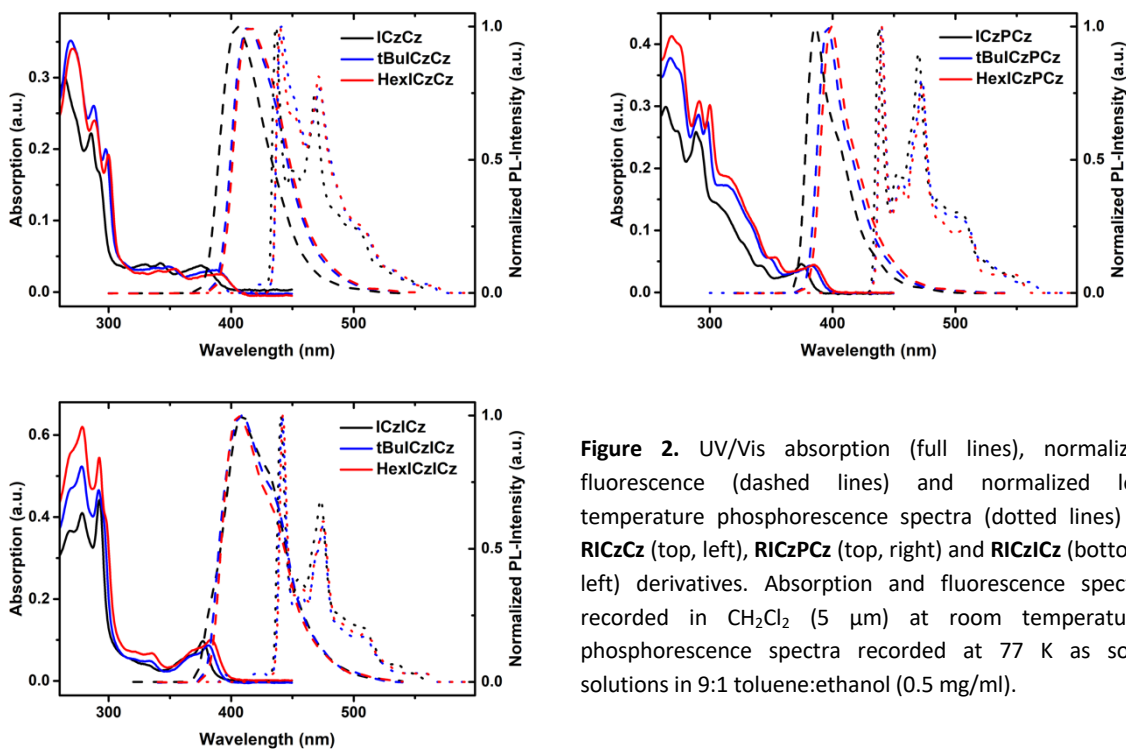 ICzCz
tBuICzCz
HexICzCz
Absorption (a.u.)
0.3
0.2
0.1
0.0
Normalized PL-Intensity (a.u.)
1.0
0.5
0.0
300 400 500
Wavelength (nm)
ICzPCz
tBuICzPCz
HexICzPCz
Absorption (a.u.)
0.4
0.3
0.2
0.1
0.0
Normalized PL-Intensity (a.u.)
1.0
0.5
0.0
300 400 500
Wavelength (nm)
ICzICz
tBuICzICz
HexICzICz
Absorption (a.u.)
0.6
0.4
0.2
0.0
Normalized PL-Intensity (a.u.)
1.0
0.5
0.0
300 400 500
Wavelength (nm)
Figure 2. UV/Vis absorption (full lines), normaliz
fluorescence (dashed lines) and normalized
temperature phosphorescence spectra (dotted lines)
RICzCz (top, left), RICzPCz (top, right) and RICzICz (botto
left) derivatives. Absorption and fluorescence spect
recorded in CH₂Cl₂ (5 μm) at room temperatu
phosphorescence spectra recorded at 77 K as so
solutions in 9:1 toluene:ethanol (0.5 mg/ml).